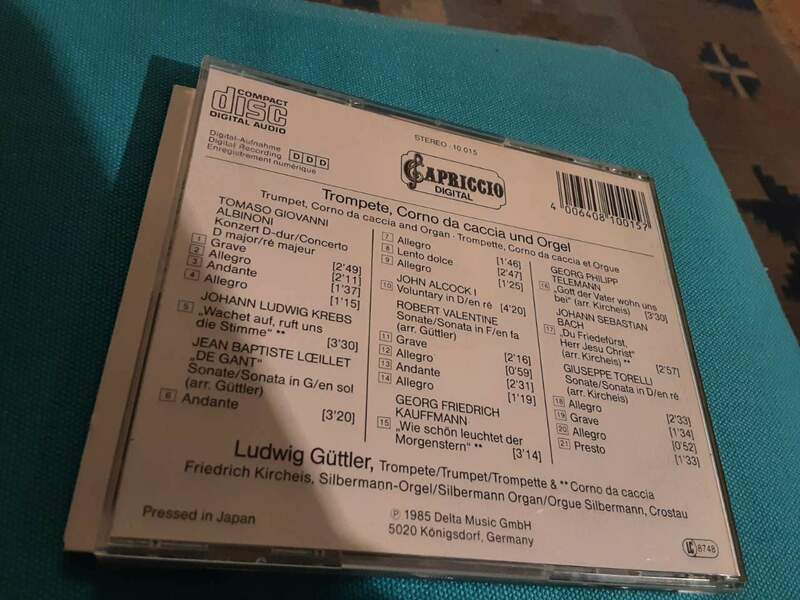 COMPACT
disc
DIGITAL AUDIO
Digital-Aufnahme
Digital Recording
Enregistrement numérique
DDD
STEREO · 10 015
CAPRICCIO
DIGITAL
4 006408 100157
Trompete, Corno da caccia und Orgel
Trumpet, Corno da caccia and Organ · Trompette, Corno da caccia et Orgue
TOMASO GIOVANNI
ALBINONI
Konzert D-dur/Concerto
D major/ré majeur
1 Grave [2'49]
2 Allegro [2'11]
3 Andante [1'37]
4 Allegro [1'15]
JOHANN LUDWIG KREBS
5 „Wachet auf, ruft uns
die Stimme“ ** [3'30]
JEAN BAPTISTE LŒILLET
„DE GANT“
Sonate/Sonata in G/en sol
(arr. Güttler)
6 Andante [3'20]
7 Allegro [1'46]
8 Lento dolce [2'47]
9 Allegro [1'25]
JOHN ALCOCK I
10 Voluntary in D/en ré [4'20]
ROBERT VALENTINE
Sonate/Sonata in F/en fa
(arr. Güttler)
11 Grave [2'16]
12 Allegro [0'59]
13 Andante [2'31]
14 Allegro [1'19]
GEORG FRIEDRICH
KAUFFMANN
15 „Wie schön leuchtet der
Morgenstern“ ** [3'14]
GEORG PHILIPP
TELEMANN
16 „Gott der Vater wohn uns
bei“ (arr. Kircheis) [3'30]
JOHANN SEBASTIAN
BACH
17 „Du Friedefürst,
Herr Jesu Christ“
(arr. Kircheis) ** [2'57]
GIUSEPPE TORELLI
Sonate/Sonata in D/en ré
(arr. Kircheis)
18 Allegro [2'33]
19 Grave [1'34]
20 Allegro [0'52]
21 Presto [1'33]
Ludwig Güttler, Trompete/Trumpet/Trompette & ** Corno da caccia
Friedrich Kircheis, Silbermann-Orgel/Silbermann Organ/Orgue Silbermann, Crostau
Pressed in Japan
℗ 1985 Delta Music GmbH
5020 Königsdorf, Germany
LC 8748